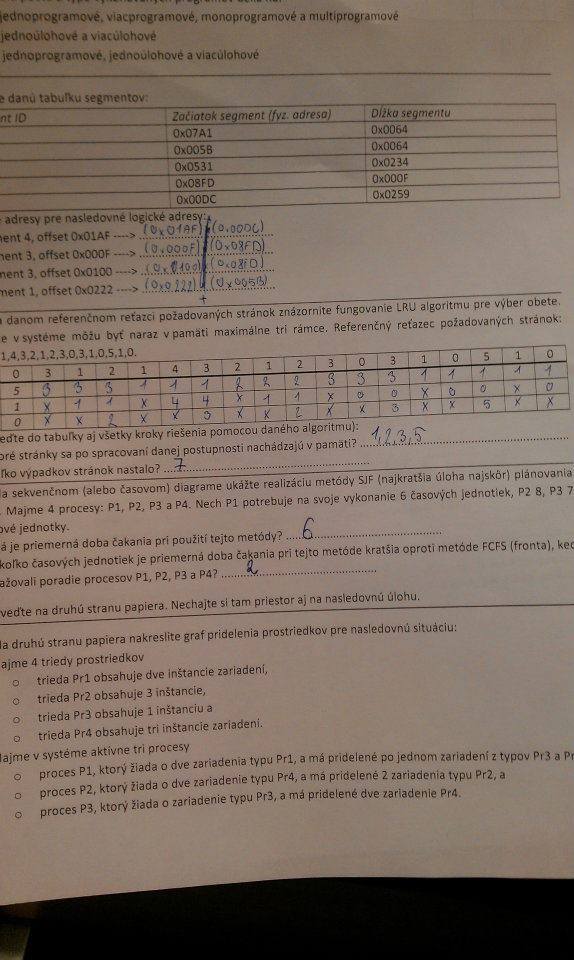 jednoprogramové, viacprogramové, monoprogramové a multiprogramové
jednoúlohové a viacúlohové
jednoprogramové, jednoúlohové a viacúlohové
e danú tabuľku segmentov:
nt ID Začiatok segment (fyz. adresa) Dĺžka segmentu
0x07A1 0x0064
0x005B 0x0064
0x0531 0x0234
0x08FD 0x000F
0x00DC 0x0259
adresy pre nasledovné logické adresy:
ment 4, offset 0x01AF ----> (0x01AF) (0x00DC)
ment 3, offset 0x000F ----> (0x000F) (0x08FD)
ment 3, offset 0x0100 ----> (0x0100) (0x08FD)
ment 1, offset 0x0222 ----> (0x0222) (0x005B)
+
a danom referenčnom reťazci požadovaných stránok znázornite fungovanie LRU algoritmu pre výber obete.
e v systéme môžu byť naraz v pamäti maximálne tri rámce. Referenčný reťazec požadovaných stránok:
1,4,3,2,1,2,3,0,3,1,0,5,1,0.
0 3 1 2 1 4 3 2 1 2 3 0 3 1 0 5 1 0
5 3 3 3 1 1 1 2 2 2 3 3 3 1 1 1 1 1
1 x 1 1 x 4 4 x 1 1 x 0 0 x 0 0 x 0
0 x x 2 x x 3 x x 2 x x 3 x x 5 x x
eďte do tabuľky aj všetky kroky riešenia pomocou daného algoritmu):
oré stránky sa po spracovaní danej postupnosti nachádzajú v pamäti? 1,2,3,5
ľko výpadkov stránok nastalo? 7
a sekvenčnom (alebo časovom) diagrame ukážte realizáciu metódy SJF (najkratšia úloha najskôr) plánovania
. Majme 4 procesy: P1, P2, P3 a P4. Nech P1 potrebuje na svoje vykonanie 6 časových jednotiek, P2 8, P3 7
ové jednotky.
á je priemerná doba čakania pri použití tejto metódy? 6
koľko časových jednotiek je priemerná doba čakania pri tejto metóde kratšia oproti metóde FCFS (fronta), keď
ažovali poradie procesov P1, P2, P3 a P4? 2
veďte na druhú stranu papiera. Nechajte si tam priestor aj na nasledovnú úlohu.
la druhú stranu papiera nakreslite graf pridelenia prostriedkov pre nasledovnú situáciu:
ajme 4 triedy prostriedkov
o trieda Pr1 obsahuje dve inštancie zariadení,
o trieda Pr2 obsahuje 3 inštancie,
o trieda Pr3 obsahuje 1 inštanciu a
o trieda Pr4 obsahuje tri inštancie zariadení.
ajme v systéme aktívne tri procesy
o proces P1, ktorý žiada o dve zariadenia typu Pr1, a má pridelené po jednom zariadení z typov Pr3 a Pr
o proces P2, ktorý žiada o dve zariadenie typu Pr4, a má pridelené 2 zariadenia typu Pr2, a
o proces P3, ktorý žiada o zariadenie typu Pr3, a má pridelené dve zariadenie Pr4.